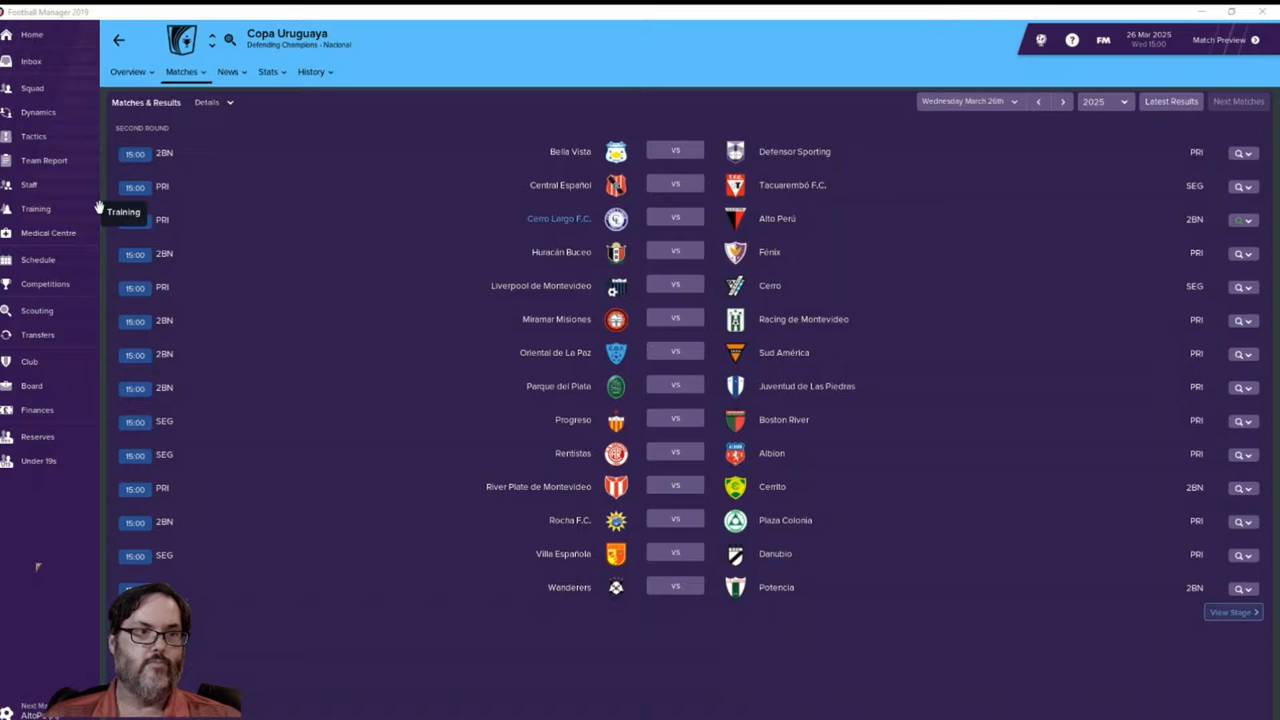 Football Manager 2019
Home
Inbox
Squad
Dynamics
Tactics
Team Report
Staff
Training
Medical Centre
Schedule
Competitions
Scouting
Transfers
Club
Board
Finances
Reserves
Under 19s
Training
Copa Uruguaya
Defending Champions - Nacional
Overview Matches News Stats History
? FM 26 Mar 2025 Wed 15:00 Match Preview
Matches & Results Details Wednesday March 26th 2025 Latest Results Next Matches
SECOND ROUND
15:00 2BN Bella Vista VS Defensor Sporting PRI
15:00 PRI Central Español VS Tacuarembó F.C. SEG
PRI Cerro Largo F.C. VS Alto Perú 2BN
15:00 2BN Huracán Buceo VS Fénix PRI
15:00 PRI Liverpool de Montevideo VS Cerro SEG
15:00 2BN Miramar Misiones VS Racing de Montevideo PRI
15:00 2BN Oriental de La Paz VS Sud América PRI
15:00 2BN Parque del Plata VS Juventud de Las Piedras PRI
15:00 SEG Progreso VS Boston River PRI
15:00 SEG Rentistas VS Albion PRI
15:00 PRI River Plate de Montevideo VS Cerrito 2BN
15:00 2BN Rocha F.C. VS Plaza Colonia PRI
15:00 SEG Villa Española VS Danubio PRI
Wanderers VS Potencia 2BN
View Stage